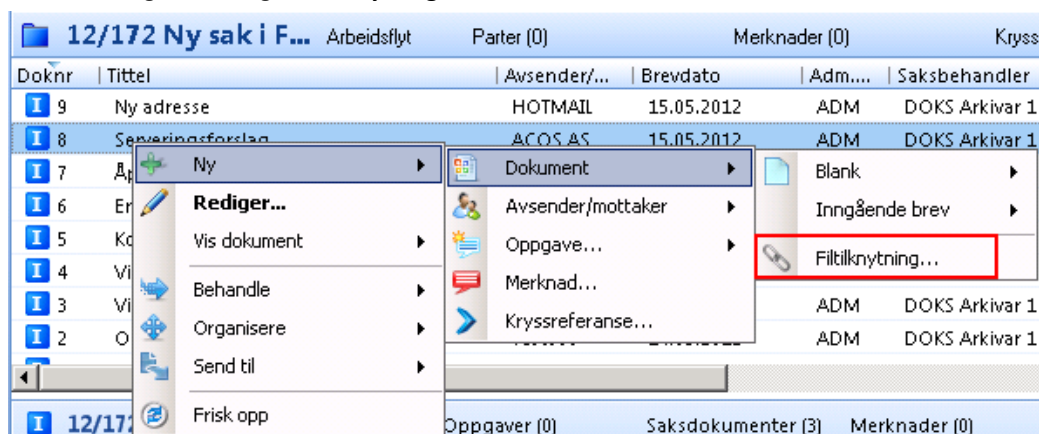 12/172 Ny sak i F... Arbeidsflyt Parter (0) Merknader (0) Kryss
Doknr Tittel Avsender/... Brevdato Adm.... Saksbehandler
I 9 Ny adresse HOTMAIL 15.05.2012 ADM DOKS Arkivar 1
I 8 Serveringsforslag ACOS AS 15.05.2012 ADM DOKS Arkivar 1
I 7
I 6 Er
I 5
I 4 Vi
I 3 Vi ADM DOKS Arkivar 1
I 2 O ADM DOKS Arkivar 1
Ny
Rediger...
Vis dokument
Behandle
Organisere
Send til
Frisk opp
Dokument
Avsender/mottaker
Oppgave...
Merknad...
Kryssreferanse...
Blank
Inngående brev
Filtilknytning...
I 12/172 Oppgaver (0) Saksdokumenter (3) Merknader (0)